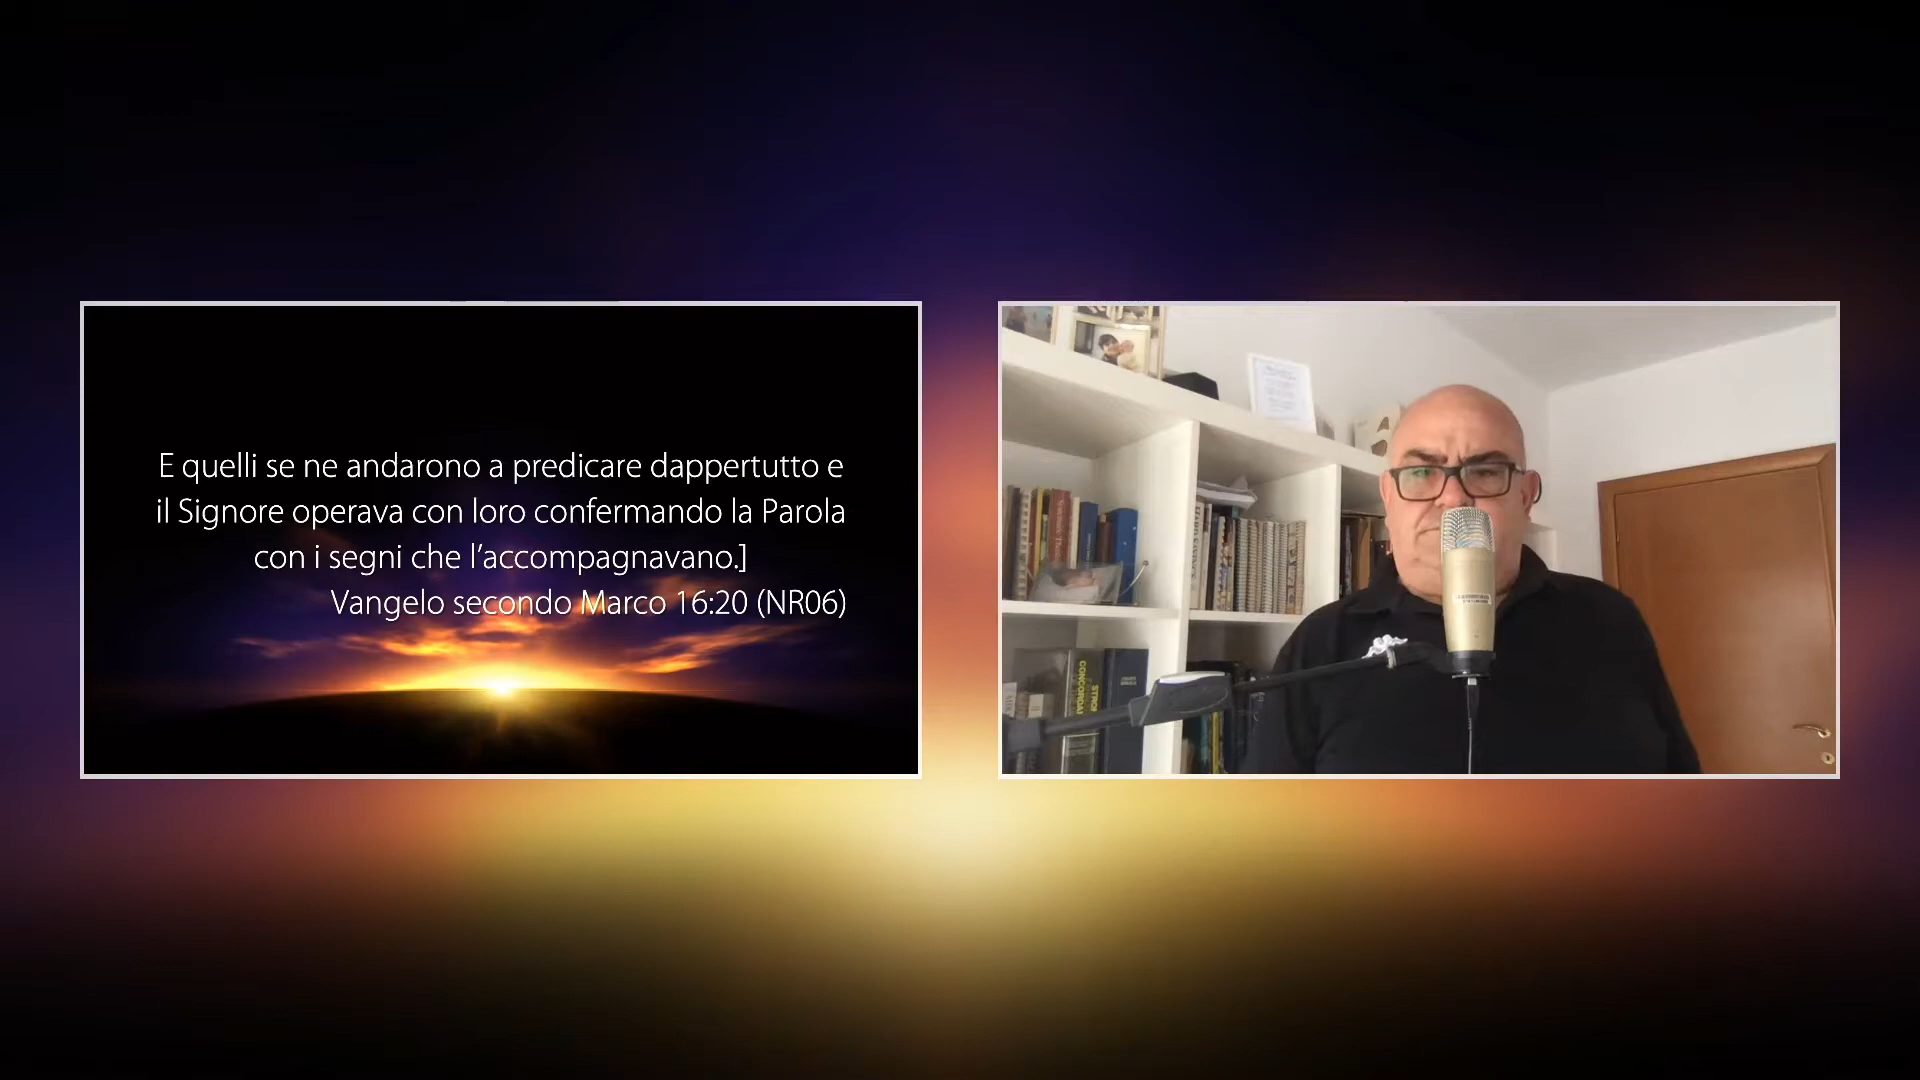 E quelli se ne andarono a predicare dappertutto e
il Signore operava con loro confermando la Parola
con i segni che l’accompagnavano.]
Vangelo secondo Marco 16:20 (NR06)